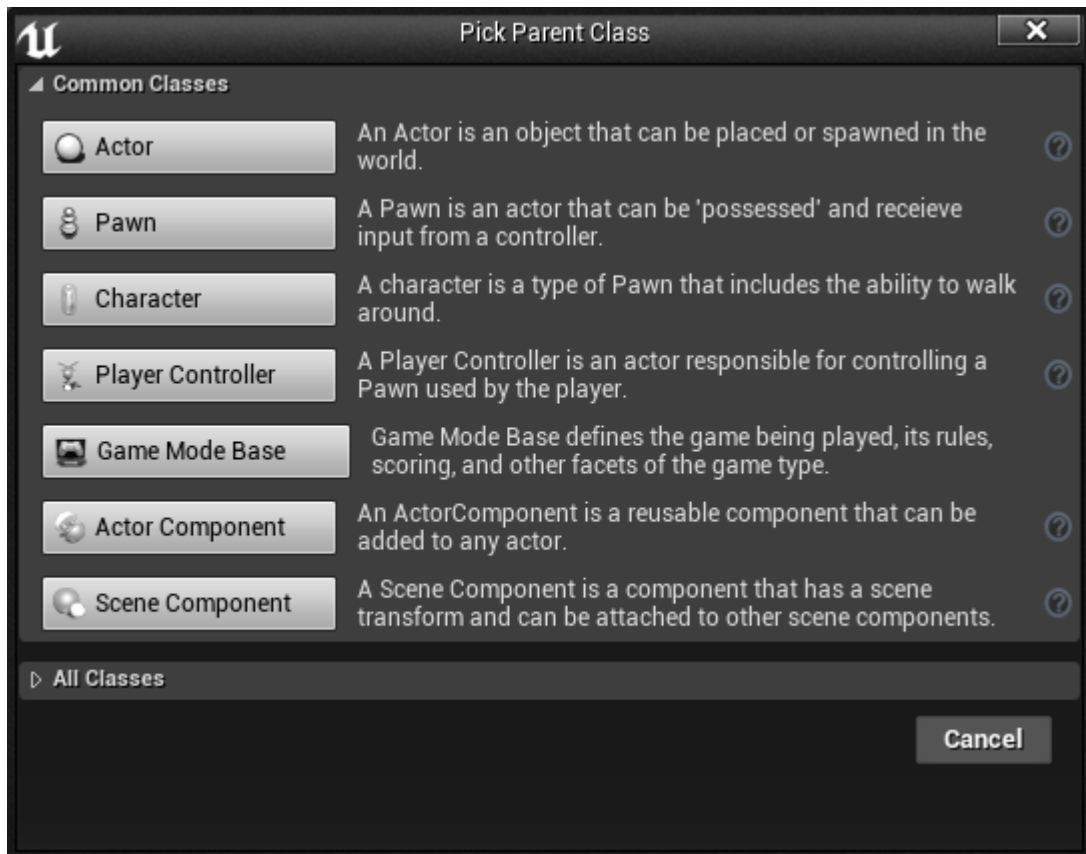 Pick Parent Class
Common Classes
Actor
An Actor is an object that can be placed or spawned in the
world.
Pawn
A Pawn is an actor that can be 'possessed' and receieve
input from a controller.
Character
A character is a type of Pawn that includes the ability to walk
around.
Player Controller
A Player Controller is an actor responsible for controlling a
Pawn used by the player.
Game Mode Base
Game Mode Base defines the game being played, its rules,
scoring, and other facets of the game type.
Actor Component
An ActorComponent is a reusable component that can be
added to any actor.
Scene Component
A Scene Component is a component that has a scene
transform and can be attached to other scene components.
All Classes
Cancel